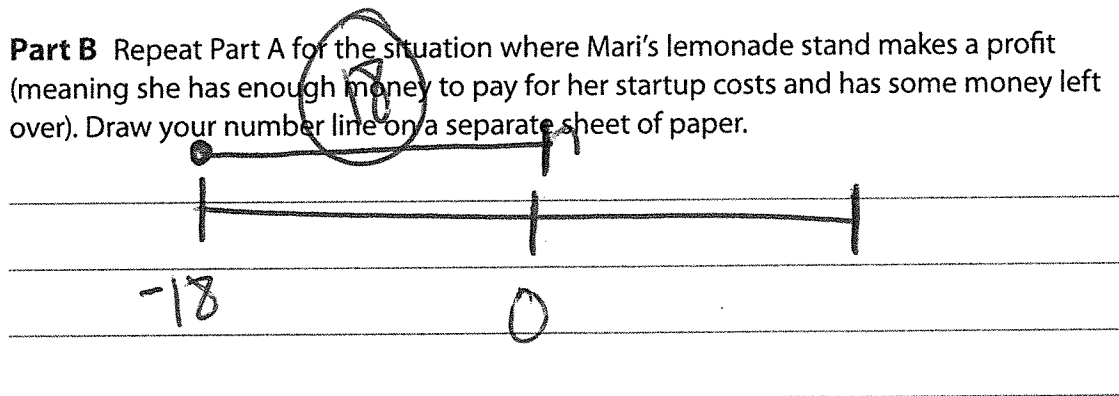 Part B Repeat Part A for the situation where Mari's lemonade stand makes a profit
(meaning she has enough money to pay for her startup costs and has some money left
over). Draw your number line on a separate sheet of paper.
18
-18
0